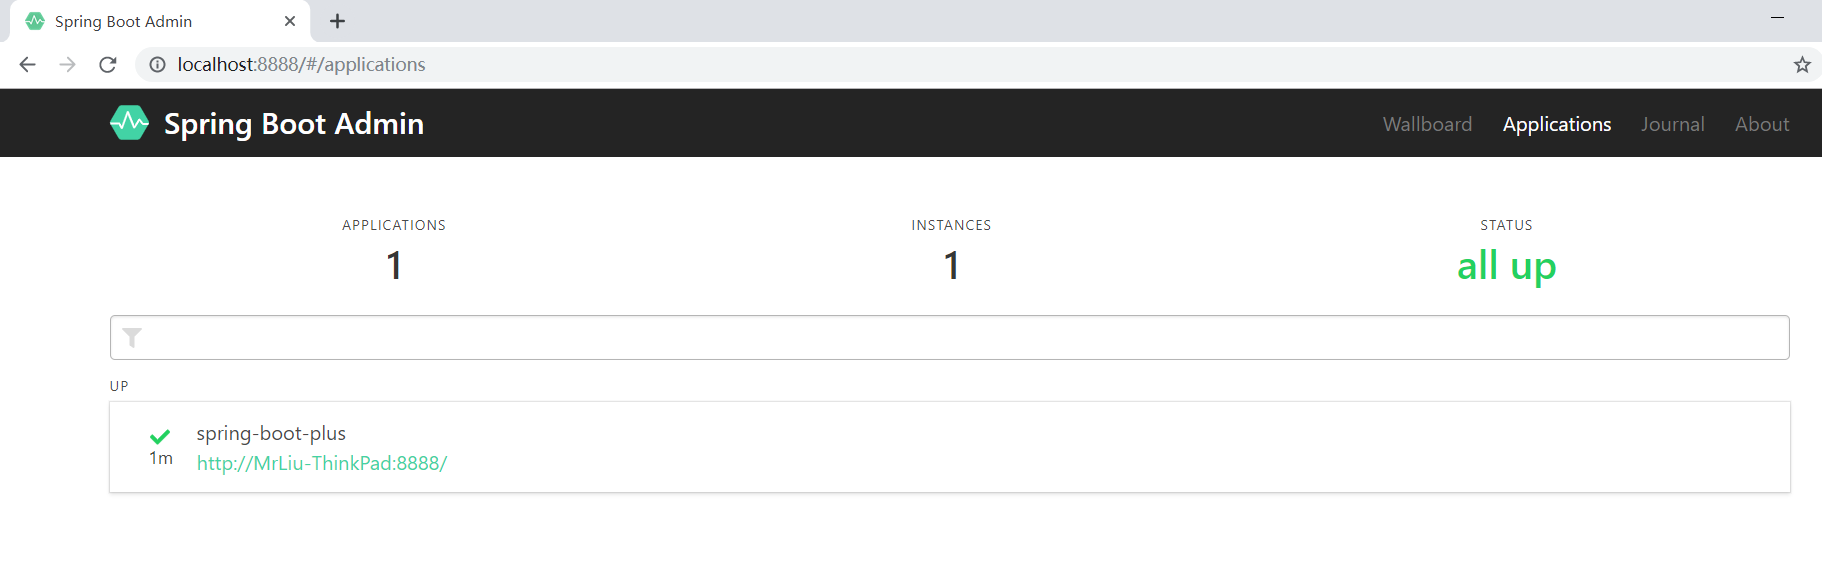 Spring Boot Admin
localhost:8888/#/applications
Spring Boot Admin
Wallboard Applications Journal About
APPLICATIONS INSTANCES STATUS
1 1 all up
UP
spring-boot-plus
1m
http://MrLiu-ThinkPad:8888/